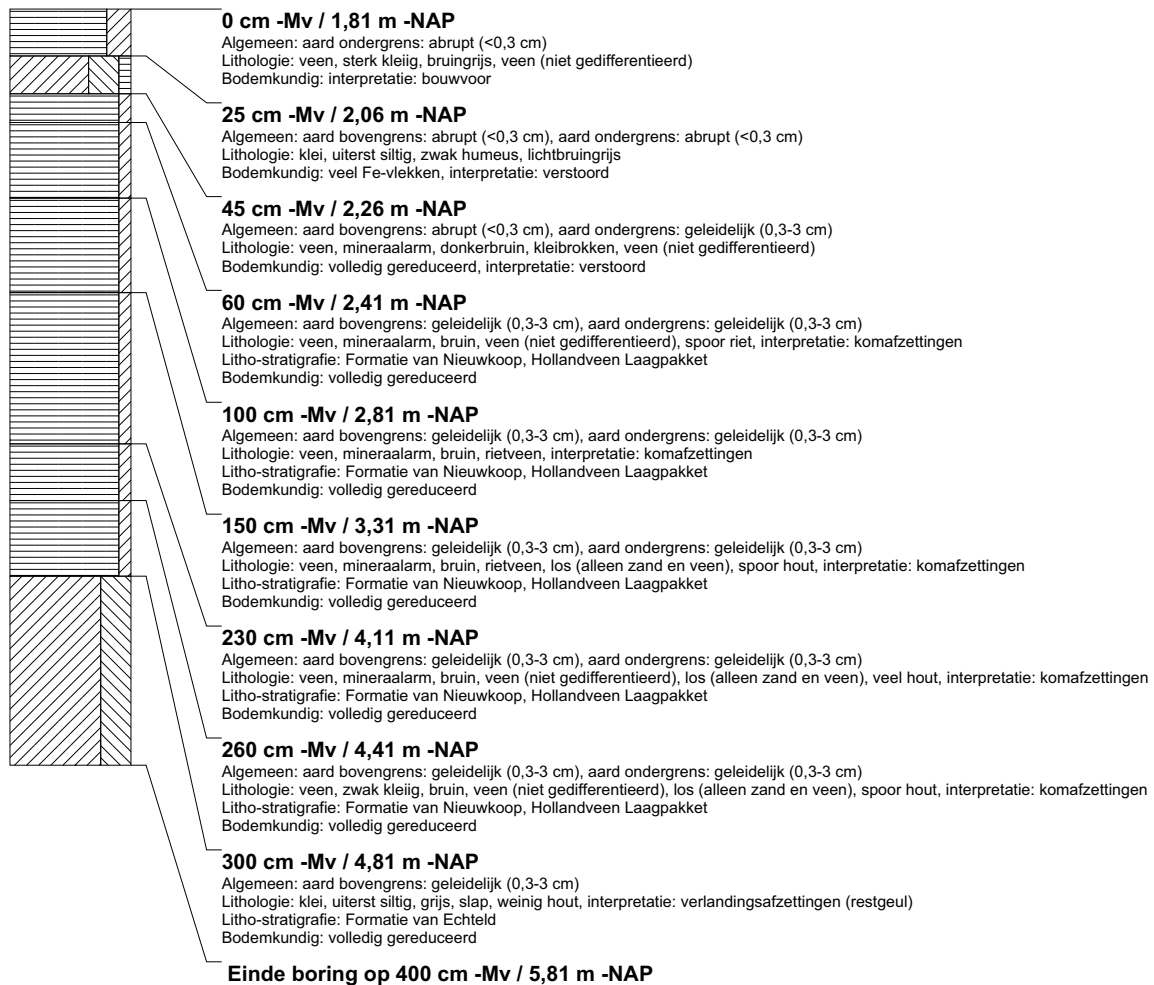 0 cm -Mv / 1,81 m -NAP
Algemeen: aard ondergrens: abrupt (<0,3 cm)
Lithologie: veen, sterk kleiig, bruingrijs, veen (niet gedifferentieerd)
Bodemkundig: interpretatie: bouwvoor
25 cm -Mv / 2,06 m -NAP
Algemeen: aard bovengrens: abrupt (<0,3 cm), aard ondergrens: abrupt (<0,3 cm)
Lithologie: klei, uiterst siltig, zwak humeus, lichtbruingrijs
Bodemkundig: veel Fe-vlekken, interpretatie: verstoord
45 cm -Mv / 2,26 m -NAP
Algemeen: aard bovengrens: abrupt (<0,3 cm), aard ondergrens: geleidelijk (0,3-3 cm)
Lithologie: veen, mineraalarm, donkerbruin, kleibrokken, veen (niet gedifferentieerd)
Bodemkundig: volledig gereduceerd, interpretatie: verstoord
60 cm -Mv / 2,41 m -NAP
Algemeen: aard bovengrens: geleidelijk (0,3-3 cm), aard ondergrens: geleidelijk (0,3-3 cm)
Lithologie: veen, mineraalarm, bruin, veen (niet gedifferentieerd), spoor riet, interpretatie: komafzettingen
Litho-stratigrafie: Formatie van Nieuwkoop, Hollandveen Laagpakket
Bodemkundig: volledig gereduceerd
100 cm -Mv / 2,81 m -NAP
Algemeen: aard bovengrens: geleidelijk (0,3-3 cm), aard ondergrens: geleidelijk (0,3-3 cm)
Lithologie: veen, mineraalarm, bruin, rietveen, interpretatie: komafzettingen
Litho-stratigrafie: Formatie van Nieuwkoop, Hollandveen Laagpakket
Bodemkundig: volledig gereduceerd
150 cm -Mv / 3,31 m -NAP
Algemeen: aard bovengrens: geleidelijk (0,3-3 cm), aard ondergrens: geleidelijk (0,3-3 cm)
Lithologie: veen, mineraalarm, bruin, rietveen, los (alleen zand en veen), spoor hout, interpretatie: komafzettingen
Litho-stratigrafie: Formatie van Nieuwkoop, Hollandveen Laagpakket
Bodemkundig: volledig gereduceerd
230 cm -Mv / 4,11 m -NAP
Algemeen: aard bovengrens: geleidelijk (0,3-3 cm), aard ondergrens: geleidelijk (0,3-3 cm)
Lithologie: veen, mineraalarm, bruin, veen (niet gedifferentieerd), los (alleen zand en veen), veel hout, interpretatie: komafzettingen
Litho-stratigrafie: Formatie van Nieuwkoop, Hollandveen Laagpakket
Bodemkundig: volledig gereduceerd
260 cm -Mv / 4,41 m -NAP
Algemeen: aard bovengrens: geleidelijk (0,3-3 cm), aard ondergrens: geleidelijk (0,3-3 cm)
Lithologie: veen, zwak kleiig, bruin, veen (niet gedifferentieerd), los (alleen zand en veen), spoor hout, interpretatie: komafzettingen
Litho-stratigrafie: Formatie van Nieuwkoop, Hollandveen Laagpakket
Bodemkundig: volledig gereduceerd
300 cm -Mv / 4,81 m -NAP
Algemeen: aard bovengrens: geleidelijk (0,3-3 cm)
Lithologie: klei, uiterst siltig, grijs, slap, weinig hout, interpretatie: verlandingsafzettingen (restgeul)
Litho-stratigrafie: Formatie van Echteld
Bodemkundig: volledig gereduceerd
Einde boring op 400 cm -Mv / 5,81 m -NAP